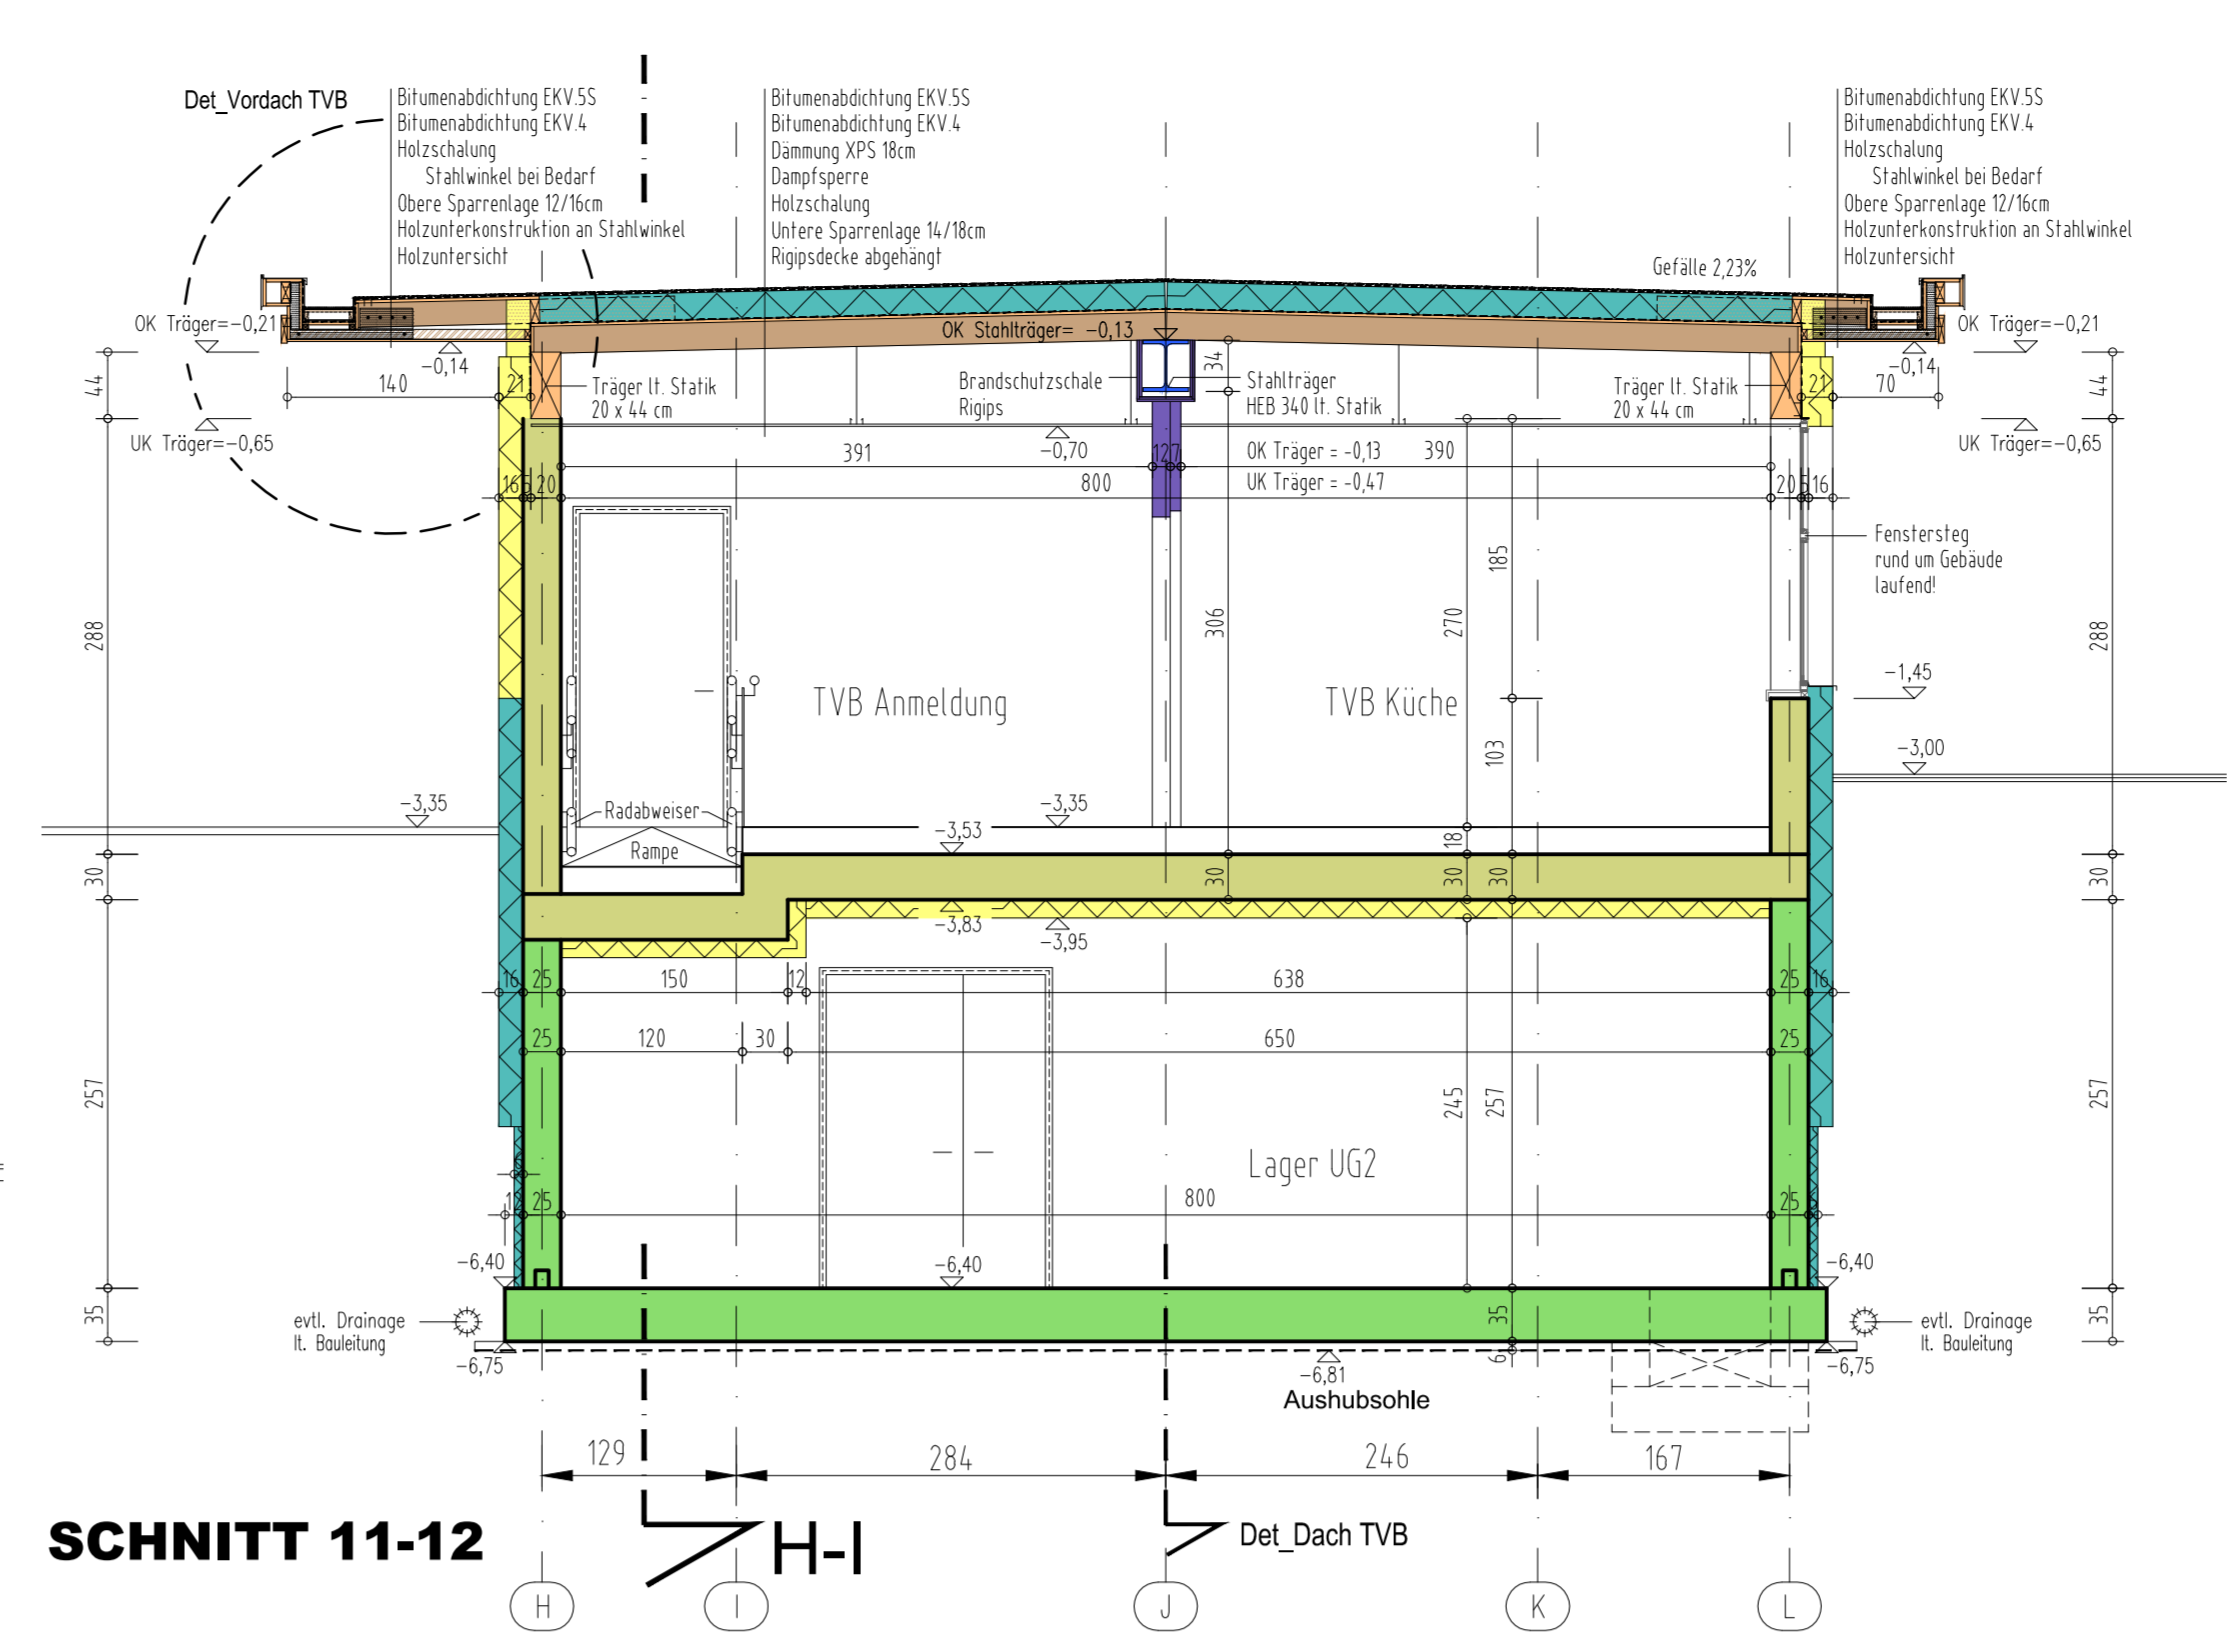 Det_Vordach TVB
Bitumenabdichtung EKV.5S
Bitumenabdichtung EKV.4
Holzschalung
Stahlwinkel bei Bedarf
Obere Sparrenlage 12/16cm
Holzunterkonstruktion an Stahlwinkel
Holzuntersicht
Bitumenabdichtung EKV.5S
Bitumenabdichtung EKV.4
Dämmung XPS 18cm
Dampfsperre
Holzschalung
Untere Sparrenlage 14/18cm
Rigipsdecke abgehängt
Bitumenabdichtung EKV.5S
Bitumenabdichtung EKV.4
Holzschalung
Stahlwinkel bei Bedarf
Obere Sparrenlage 12/16cm
Holzunterkonstruktion an Stahlwinkel
Holzuntersicht
Gefälle 2,23%
OK Träger=-0,21
OK Stahlträger= -0,13
OK Träger=-0,21
-0,14
-0,14
44
140
21
Träger lt. Statik
20 x 44 cm
Brandschutzschale
Rigips
34
Stahlträger
HEB 340 lt. Statik
Träger lt. Statik
20 x 44 cm
21
70
44
UK Träger=-0,65
UK Träger=-0,65
391
-0,70
127
OK Träger = -0,13
390
UK Träger = -0,47
16
5
20
800
20
5
16
Fenstersteg
rund um Gebäude
laufend!
185
288
306
270
288
-1,45
TVB Anmeldung
TVB Küche
103
-3,00
-3,35
Radabweiser
-3,35
-3,53
Rampe
18
30
30
30
30
30
-3,83
-3,95
16
25
150
12
638
25
16
25
120
30
650
25
257
245
257
257
Lager UG2
12
25
800
25
-6,40
-6,40
-6,40
35
evtl. Drainage
lt. Bauleitung
35
evtl. Drainage
lt. Bauleitung
35
-6,75
6
-6,81
-6,75
Aushubsohle
129
284
246
167
SCHNITT 11-12
H-I
Det_Dach TVB
H
I
J
K
L